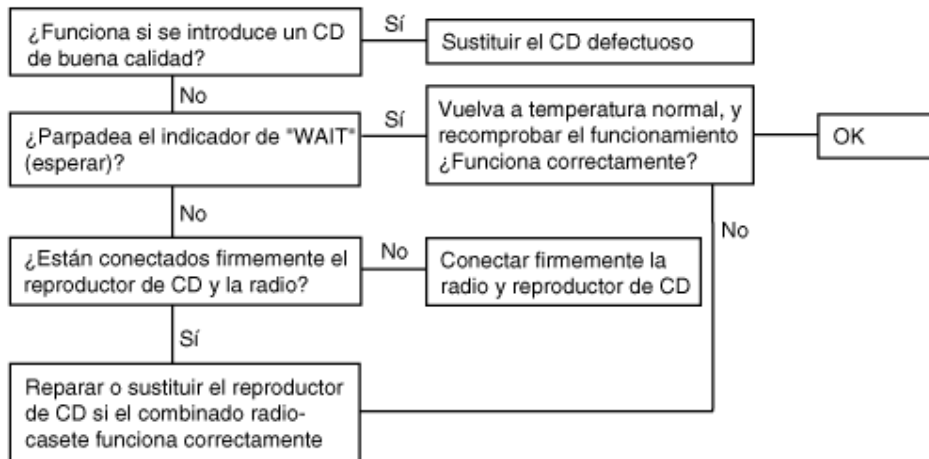 ¿Funciona si se introduce un CD
de buena calidad?
Sí
Sustituir el CD defectuoso
No
¿Parpadea el indicador de "WAIT"
(esperar)?
Sí
Vuelva a temperatura normal, y
recomprobar el funcionamiento
¿Funciona correctamente?
OK
No
No
¿Están conectados firmemente el
reproductor de CD y la radio?
No
Conectar firmemente la
radio y reproductor de CD
Sí
Reparar o sustituir el reproductor
de CD si el combinado radio-
casete funciona correctamente